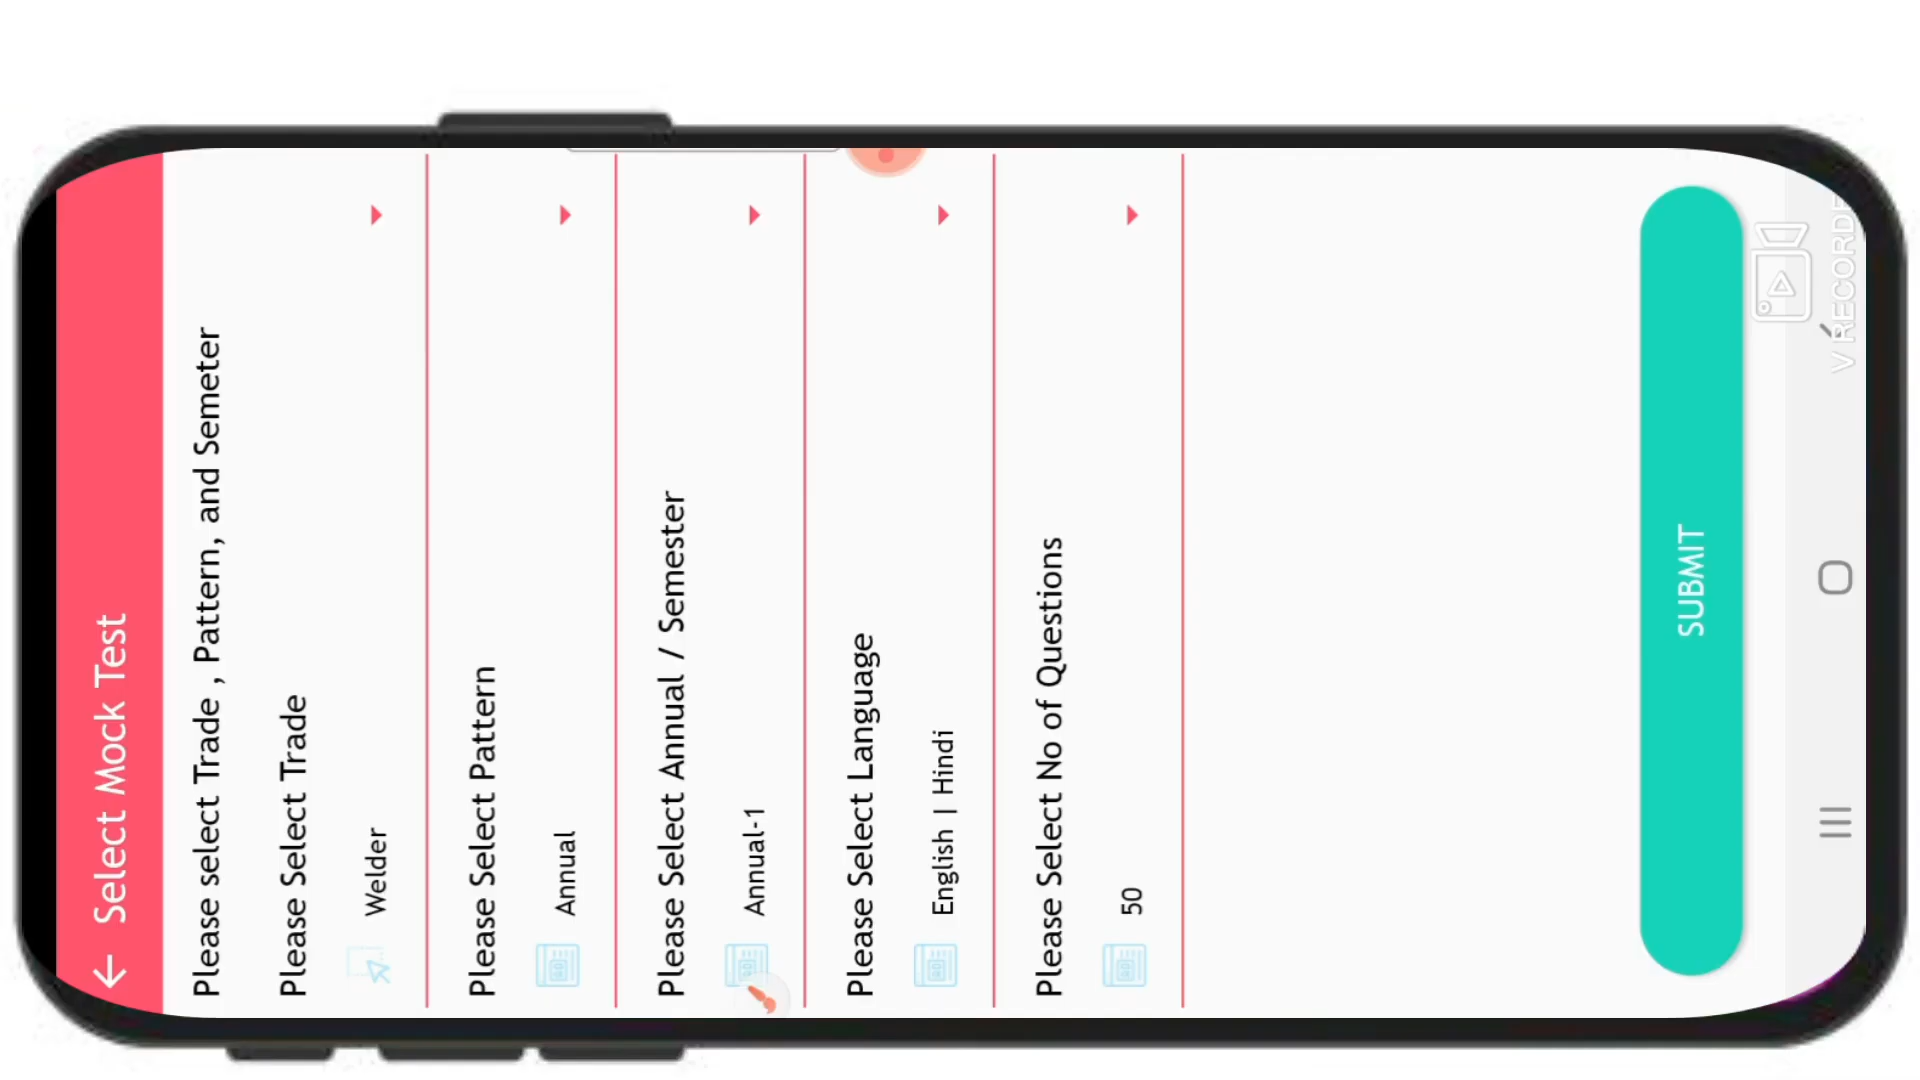 Select Mock Test
Please select Trade , Pattern, and Semeter
Please Select Trade
Welder
Please Select Pattern
Annual
Please Select Annual / Semester
Annual-1
Please Select Language
English | Hindi
Please Select No of Questions
50
SUBMIT
V RECORDE